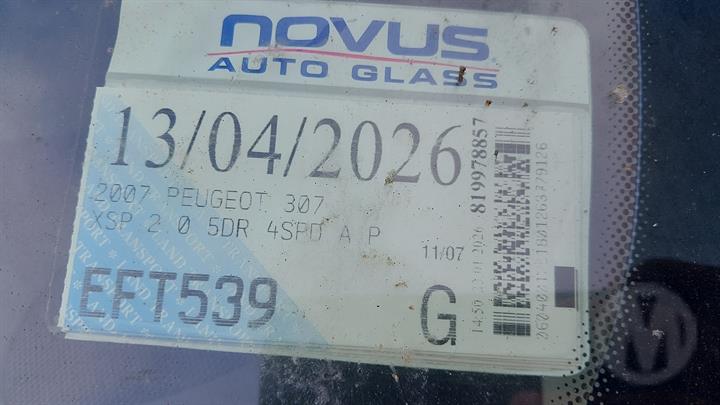 NOVUS
AUTO GLASS
13/04/2026
2007 PEUGEOT 307
XSP 2.0 5DR 4SPD A P
11/07
EFT539
G
819978857